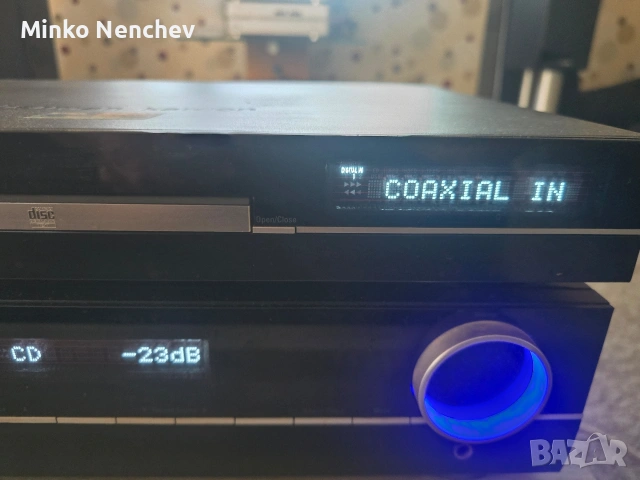 Minko Nenchev
COAXIAL IN
disc
Open/Close
CD -23dB
BAZAR